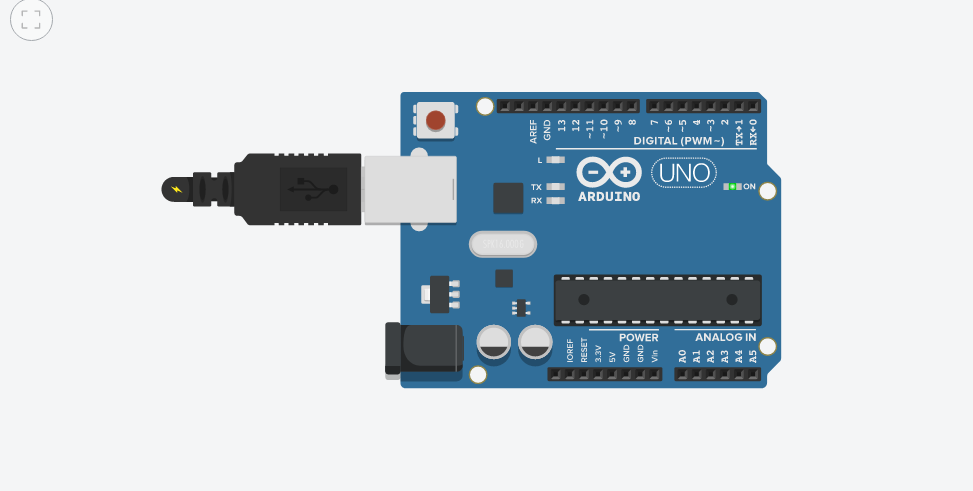 AREF
GND
13
12
~11
~10
~9
8
7
~6
~5
4
~3
2
TX→1
RX←0
DIGITAL (PWM~)
L
TX
RX
ARDUINO
UNO
ON
POWER
ANALOG IN
IOREF
RESET
3.3V
5V
GND
GND
Vin
A0
A1
A2
A3
A4
A5